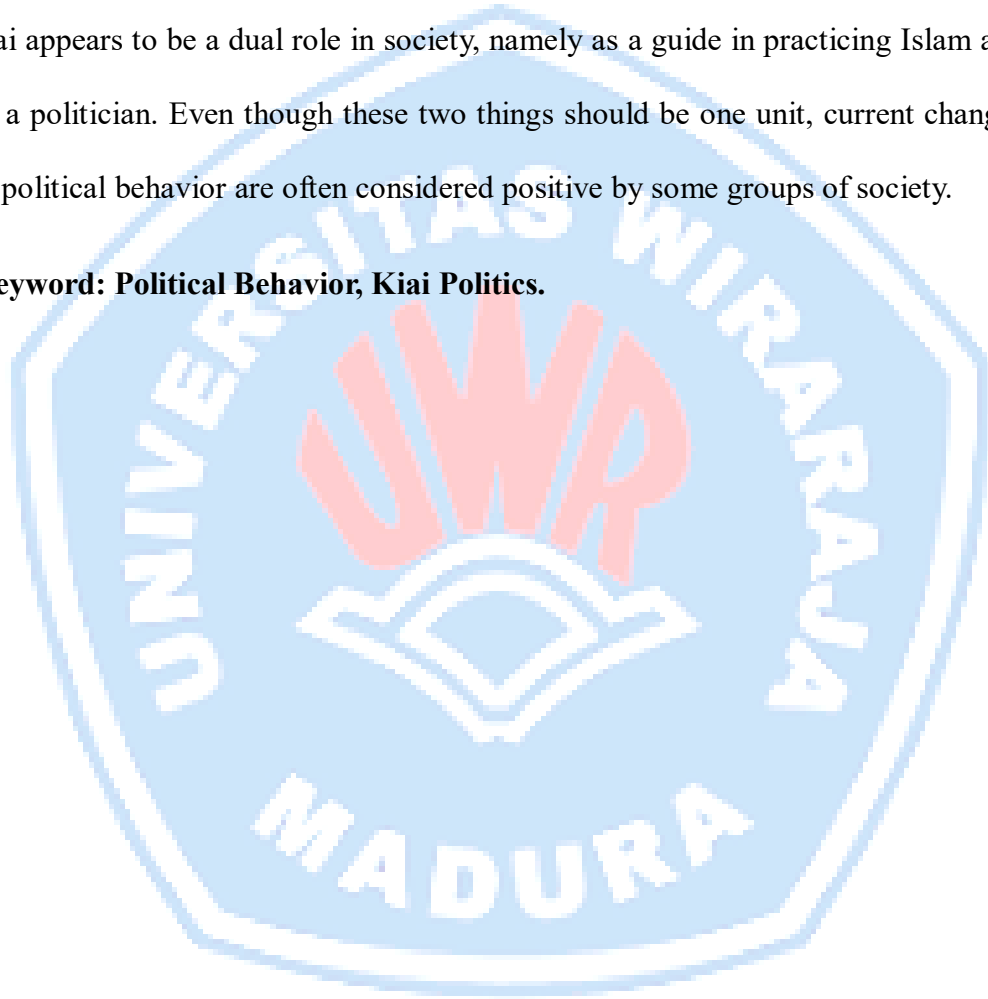 ai appears to be a dual role in society, namely as a guide in practicing Islam a
a politician. Even though these two things should be one unit, current chang
political behavior are often considered positive by some groups of society.
eyword: Political Behavior, Kiai Politics.
UNIVERSITAS WIRARAJA
UWR
MADURA